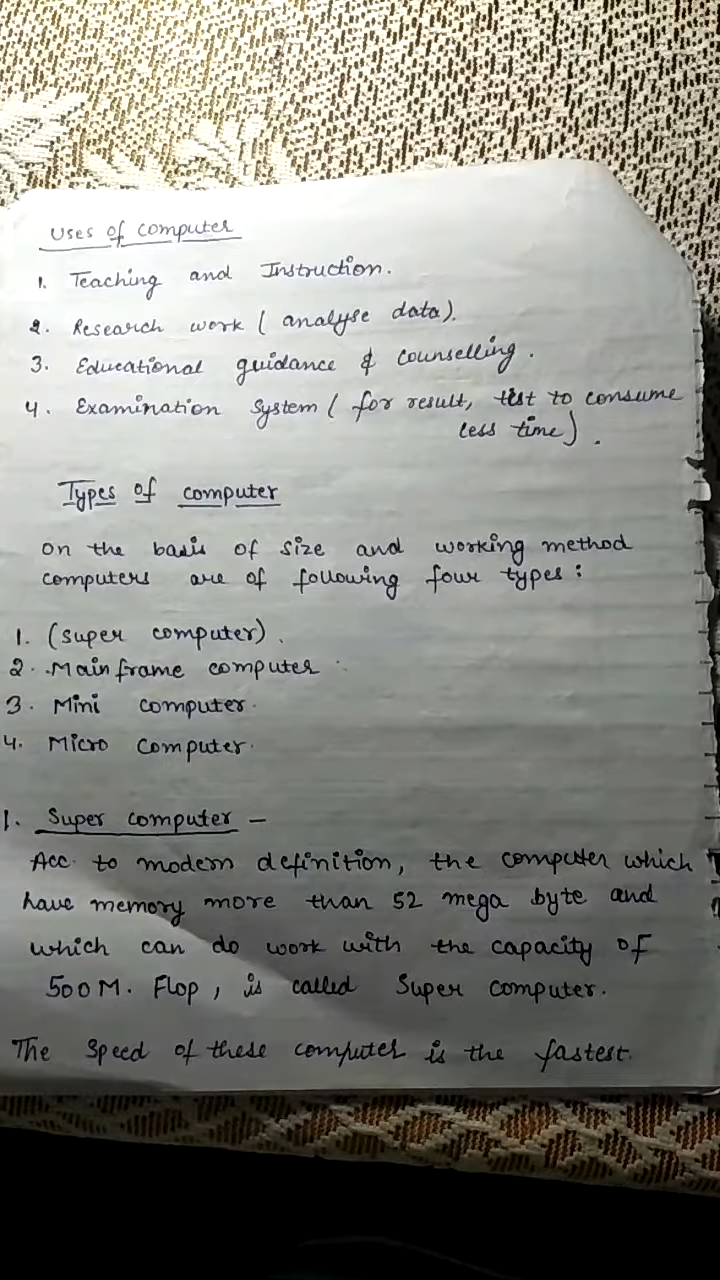 Uses of computer
1. Teaching and Instruction.
2. Research work ( analyse data).
3. Educational guidance & counselling.
4. Examination System ( for result, test to consume
less time).
Types of computer
on the basis of size and working method
computers are of following four types :
1. (super computer).
2. Mainframe computer
3. Mini computer.
4. Micro computer.
1. Super computer –
Acc. to modern definition, the computer which
have memory more than 52 mega byte and
which can do work with the capacity of
500 M. Flop, is called Super computer.
The speed of these computer is the fastest.